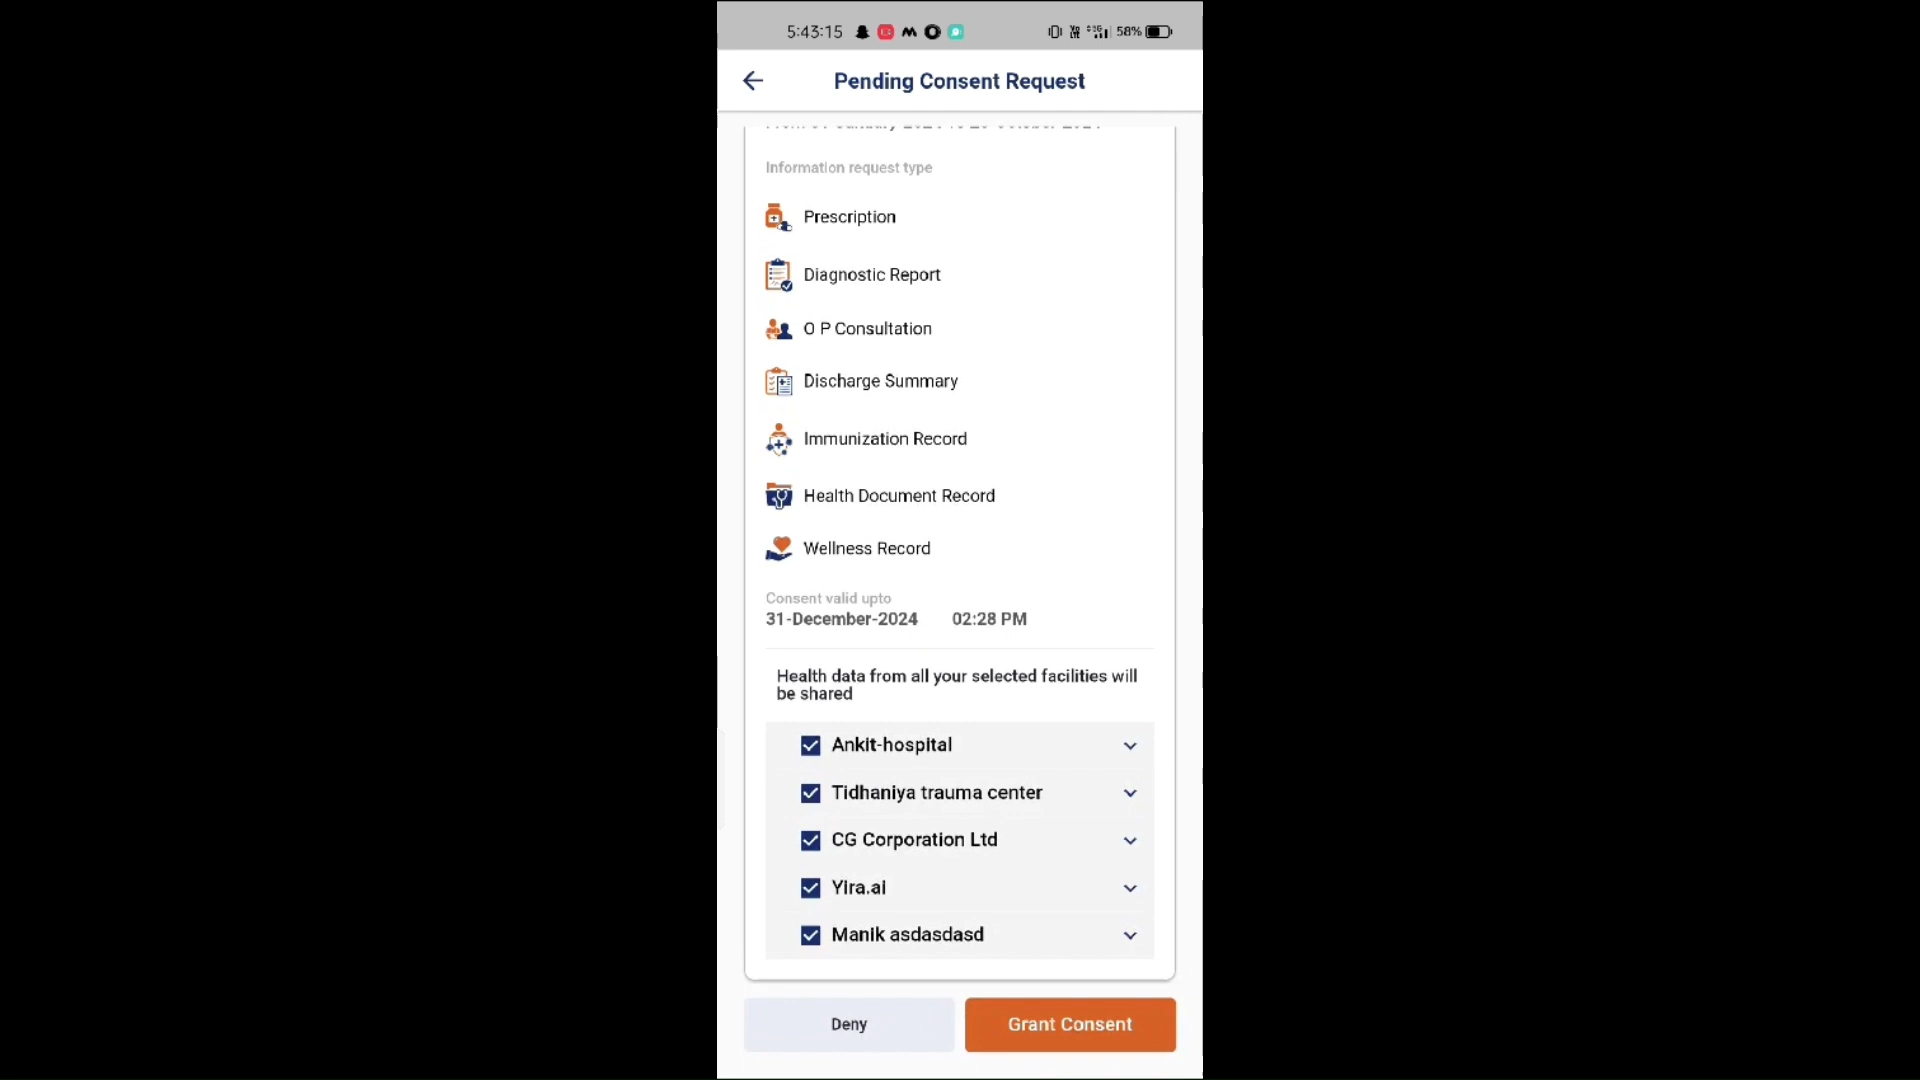 5:43:15 58%
Pending Consent Request
Information request type
Prescription
Diagnostic Report
O P Consultation
Discharge Summary
Immunization Record
Health Document Record
Wellness Record
Consent valid upto
31-December-2024 02:28 PM
Health data from all your selected facilities will
be shared
Ankit-hospital
Tidhaniya trauma center
CG Corporation Ltd
Yira.ai
Manik asdasdasd
Deny Grant Consent